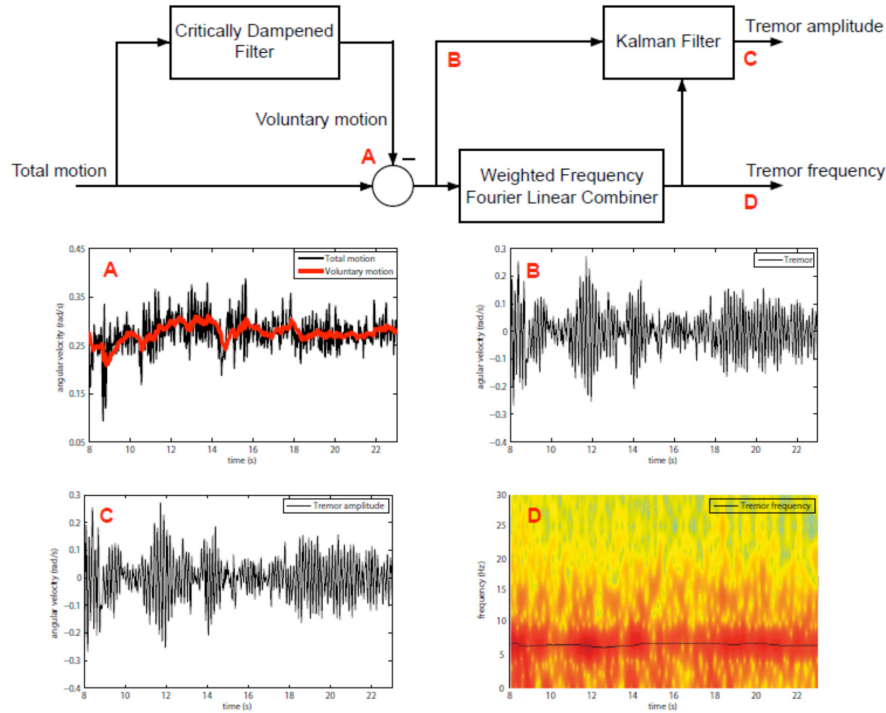 Critically Dampened
Filter
Kalman Filter
Tremor amplitude
B
C
Voluntary motion
A
−
Total motion
Weighted Frequency
Fourier Linear Combiner
Tremor frequency
D
A
Total motion
Voluntary motion
0.45
0.35
0.25
0.15
0.05
angular velocity (rad/s)
8 10 12 14 16 18 20 22
time (s)
B
Tremor
0.3
0.2
0.1
0
−0.1
−0.2
−0.3
−0.4
agular velocity (rad/s)
8 10 12 14 16 18 20 22
time (s)
C
Tremor amplitude
0.3
0.2
0.1
0
−0.1
−0.2
−0.3
−0.4
angular velocity (rad/s)
8 10 12 14 16 18 20 22
time (s)
D
Tremor frequency
30
25
20
15
10
5
0
frequency (Hz)
8 10 12 14 16 18 20 22
time (s)